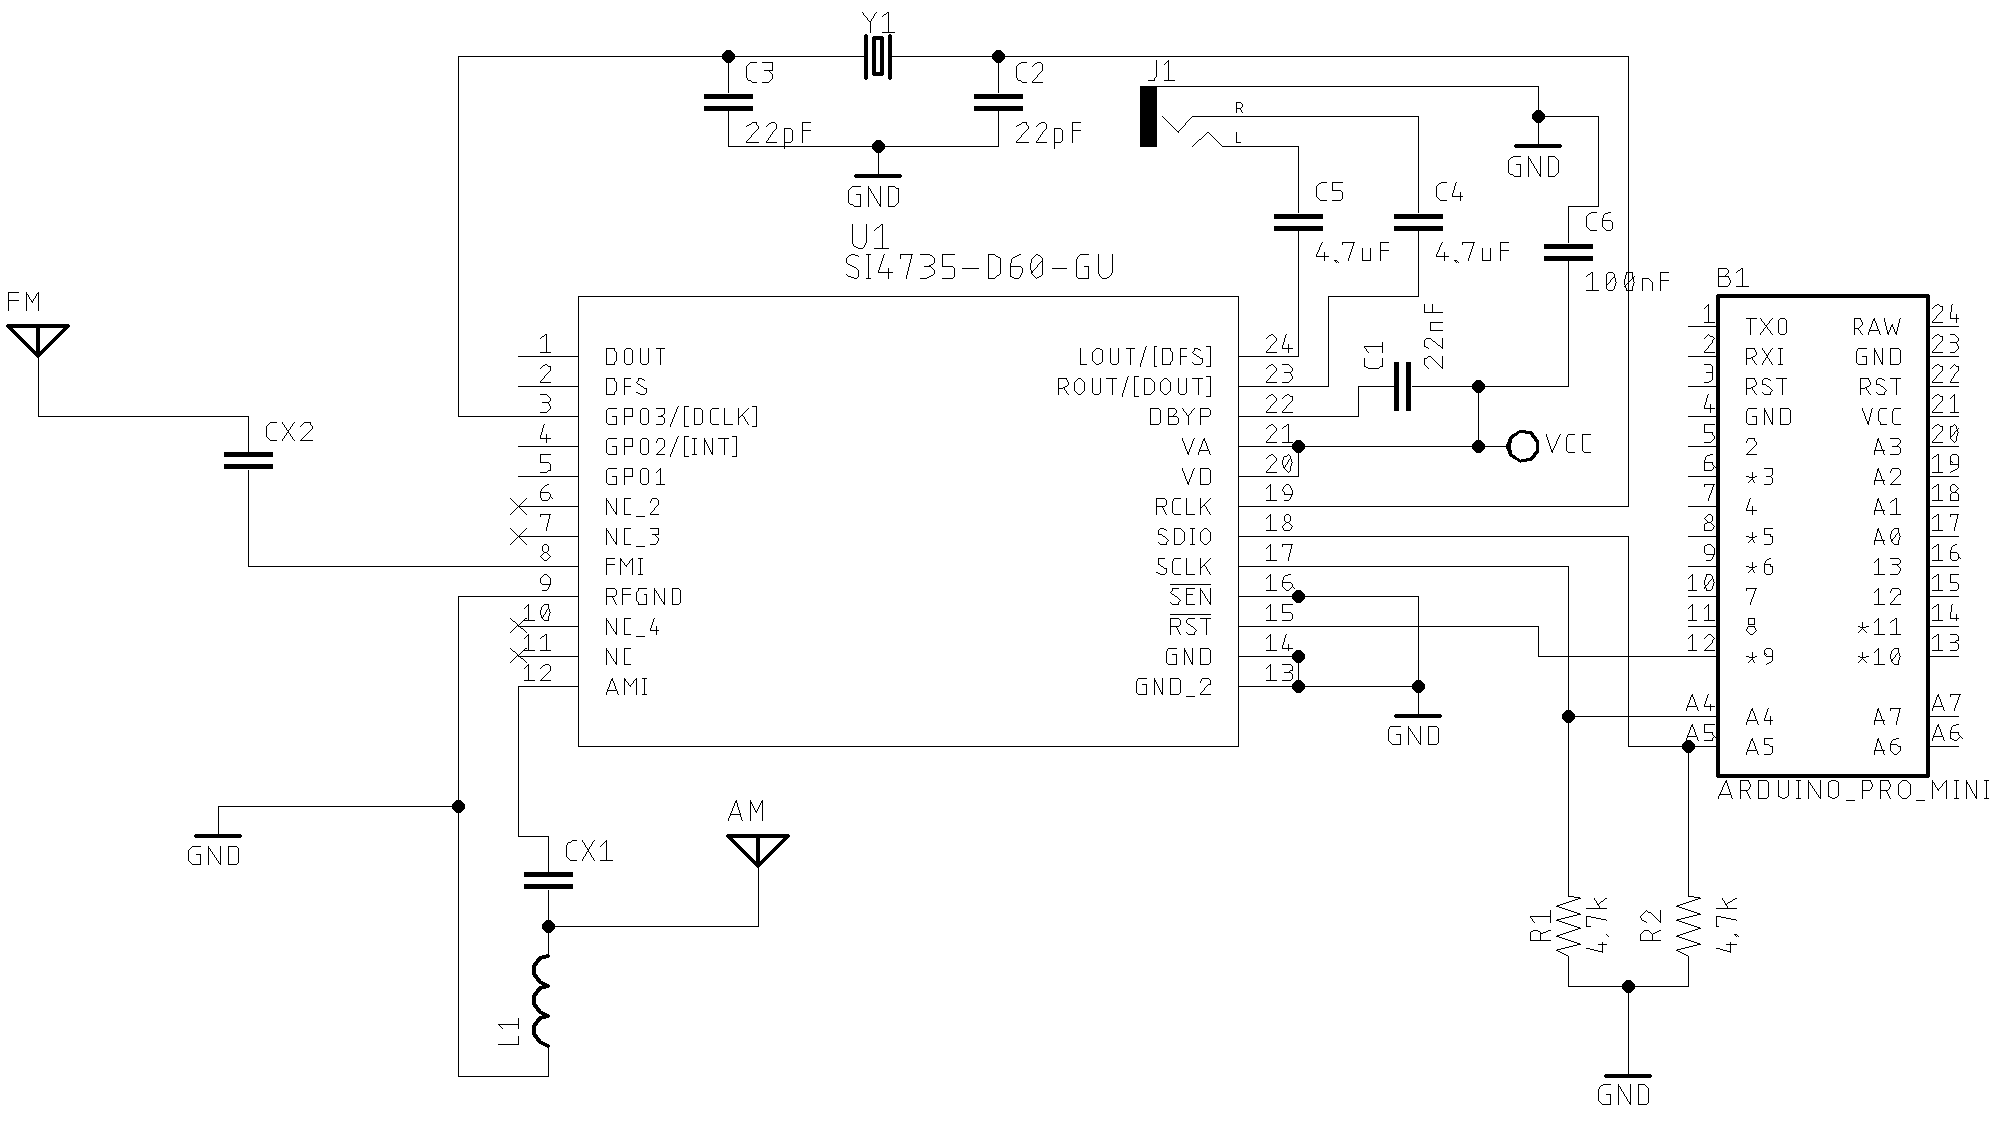 Y1
C3
22pF
C2
22pF
GND
J1
R
L
GND
C5
4.7uF
C4
4.7uF
C6
100nF
U1
SI4735-D60-GU
FM
CX2
1 DOUT
2 DFS
3 GPO3/[DCLK]
4 GPO2/[INT]
5 GPO1
6 NC_2
7 NC_3
8 FMI
9 RFGND
10 NC_4
11 NC
12 AMI
LOUT/[DFS] 24
ROUT/[DOUT] 23
DBYP 22
VA 21
VD 20
RCLK 19
SDIO 18
SCLK 17
SEN 16
RST 15
GND 14
GND_2 13
C1
22nF
VCC
GND
B1
1 TXO RAW 24
2 RXI GND 23
3 RST RST 22
4 GND VCC 21
5 2 A3 20
6 *3 A2 19
7 4 A1 18
8 *5 A0 17
9 *6 13 16
10 7 12 15
11 8 *11 14
12 *9 *10 13
A4 A4 A7 A7
A5 A5 A6 A6
ARDUINO_PRO_MINI
GND
AM
CX1
L1
R1
4.7k
R2
4.7k
GND